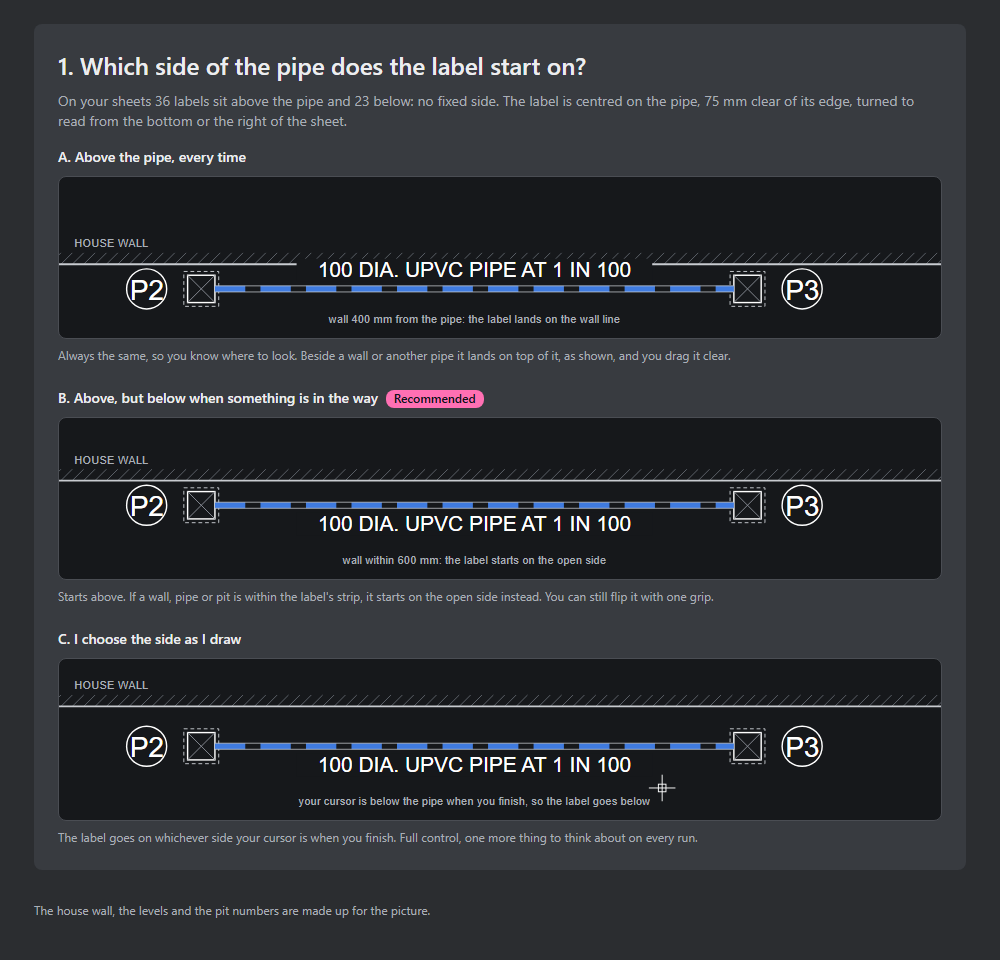 1. Which side of the pipe does the label start on?
On your sheets 36 labels sit above the pipe and 23 below: no fixed side. The label is centred on the pipe, 75 mm clear of its edge, turned to
read from the bottom or the right of the sheet.
A. Above the pipe, every time
HOUSE WALL
100 DIA. UPVC PIPE AT 1 IN 100
P2
P3
wall 400 mm from the pipe: the label lands on the wall line
Always the same, so you know where to look. Beside a wall or another pipe it lands on top of it, as shown, and you drag it clear.
B. Above, but below when something is in the way Recommended
HOUSE WALL
P2
P3
100 DIA. UPVC PIPE AT 1 IN 100
wall within 600 mm: the label starts on the open side
Starts above. If a wall, pipe or pit is within the label's strip, it starts on the open side instead. You can still flip it with one grip.
C. I choose the side as I draw
HOUSE WALL
P2
P3
100 DIA. UPVC PIPE AT 1 IN 100
your cursor is below the pipe when you finish, so the label goes below
The label goes on whichever side your cursor is when you finish. Full control, one more thing to think about on every run.
The house wall, the levels and the pit numbers are made up for the picture.